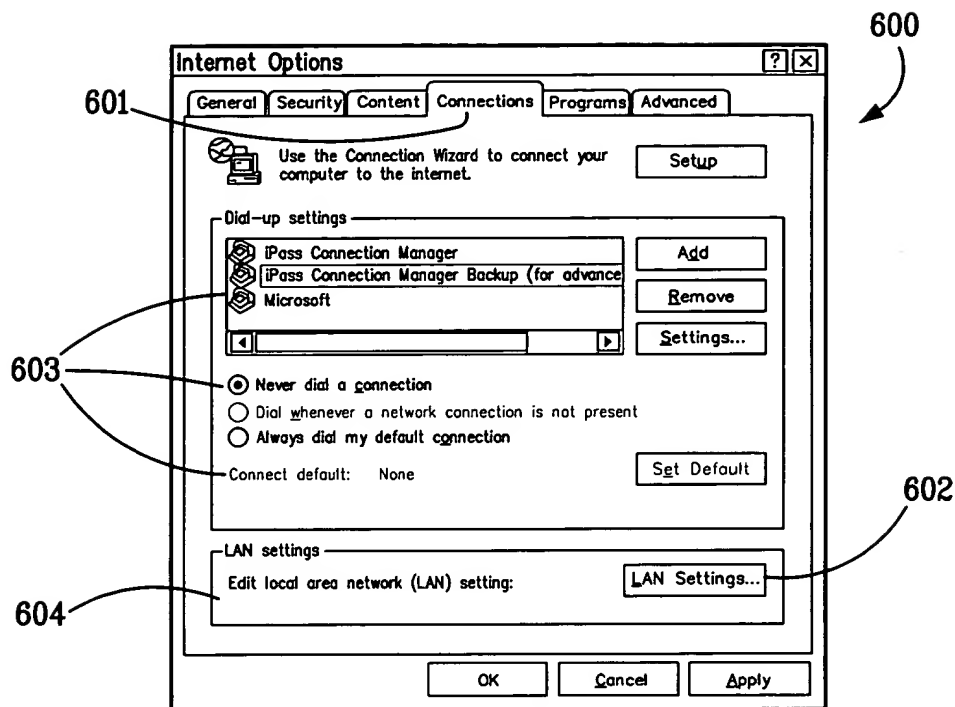 600
Internet Options
? X
601
General Security Content Connections Programs Advanced
Use the Connection Wizard to connect your
computer to the internet.
Setup
Dial-up settings
iPass Connection Manager
iPass Connection Manager Backup (for advance
Microsoft
Add
Remove
Settings...
603
Never dial a connection
Dial whenever a network connection is not present
Always dial my default connection
Connect default: None
Set Default
602
LAN settings
Edit local area network (LAN) setting:
LAN Settings...
604
OK Cancel Apply